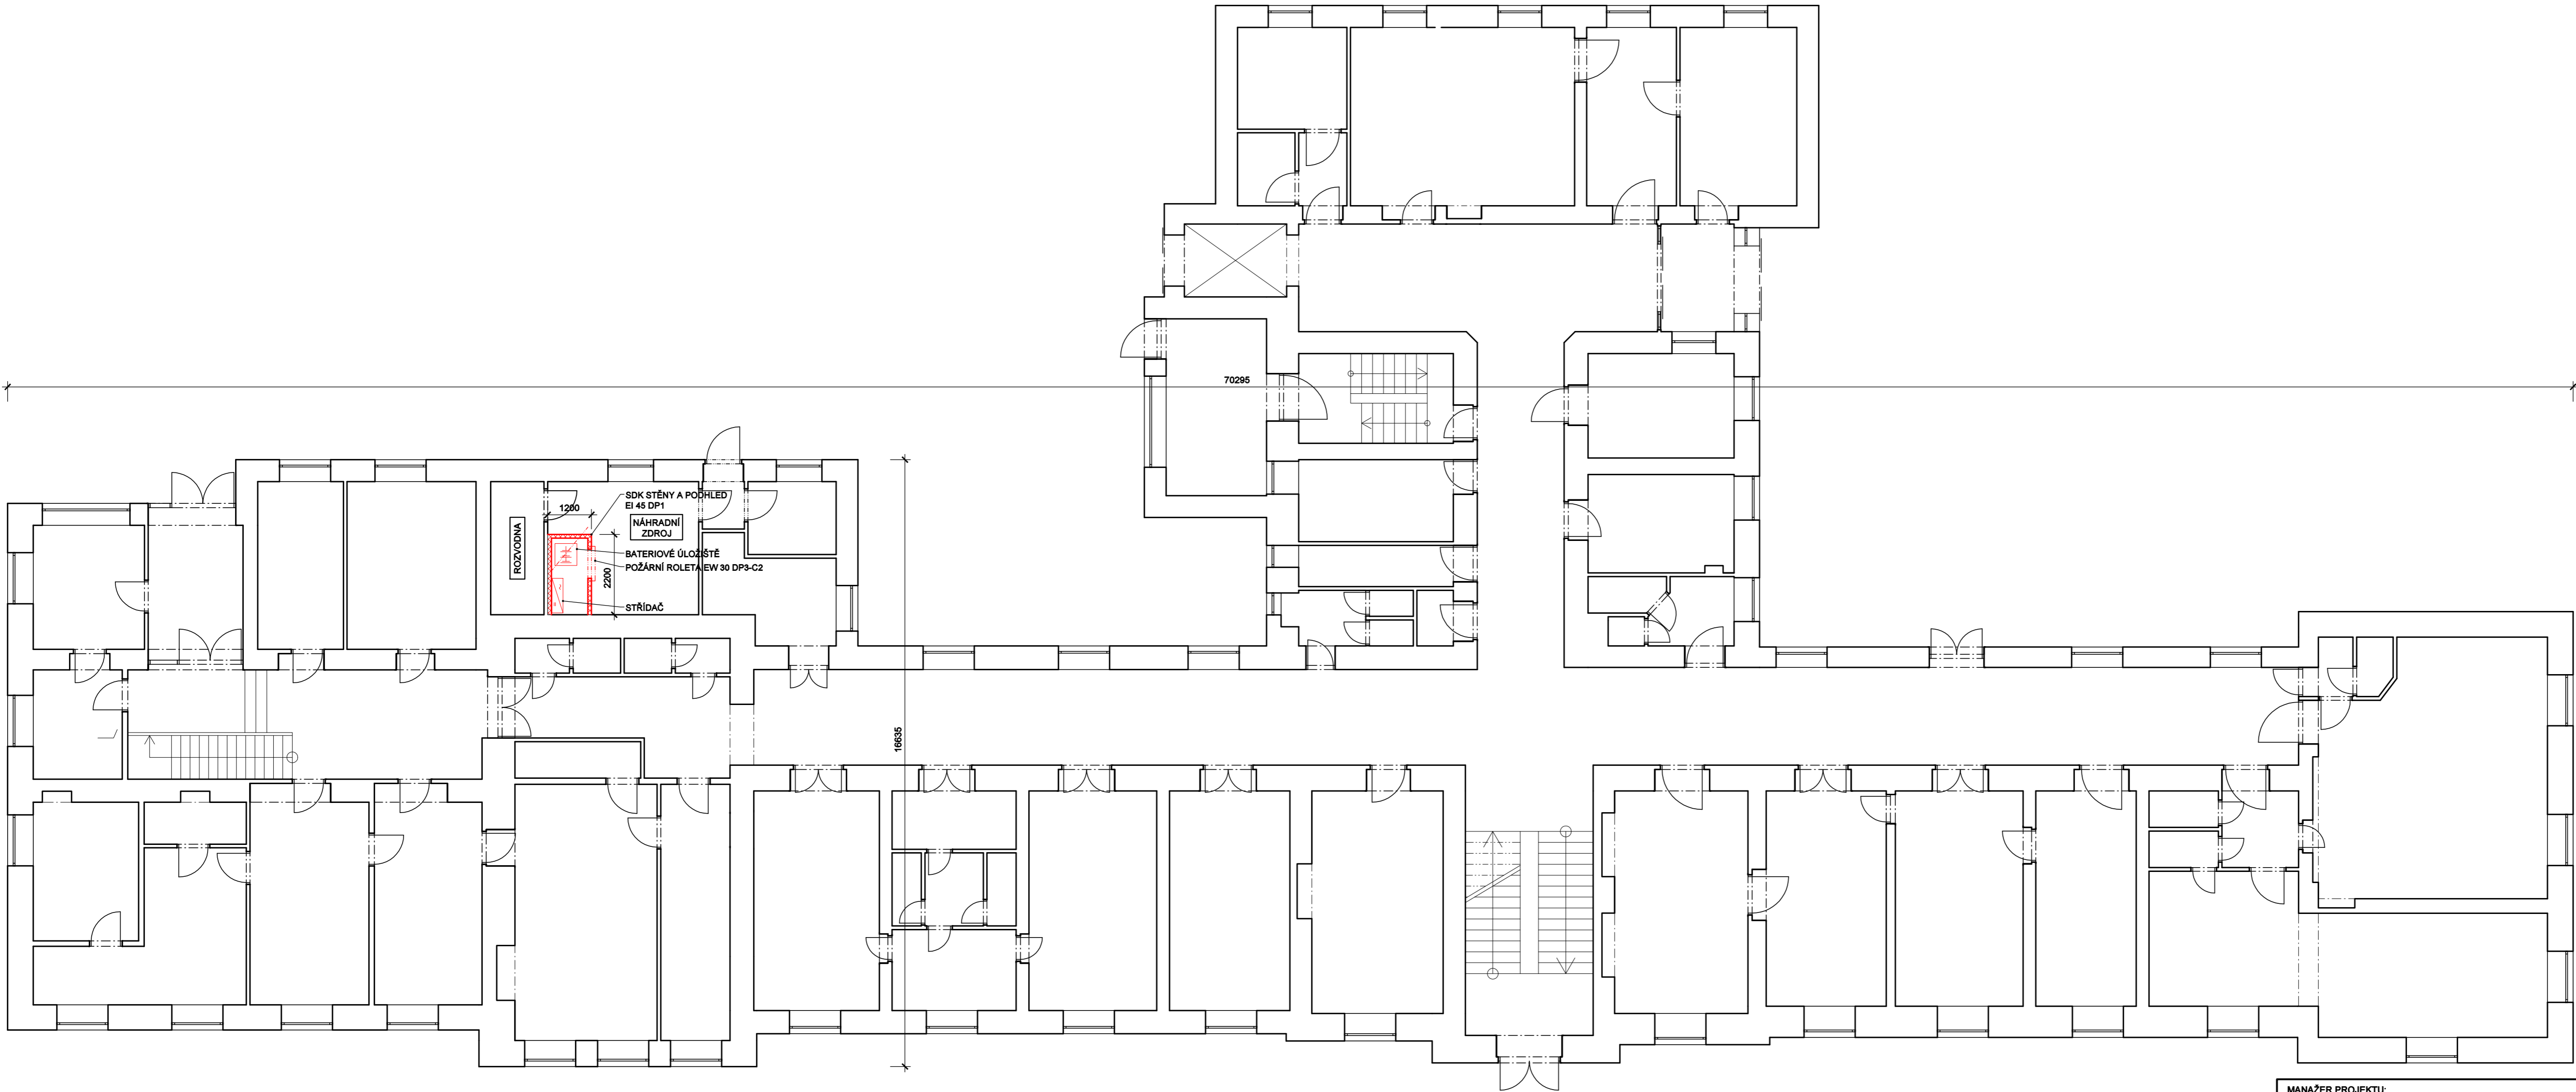 70295
SDK STĚNY A PODHLED
EI 45 DP1
1200
NÁHRADNÍ
ZDROJ
ROZVODNA
BATERIOVÉ ÚLOŽIŠTĚ
POŽÁRNÍ ROLETA EW 30 DP3-C2
2200
STŘÍDAČ
16635
MANAŽER PROJEKTU: